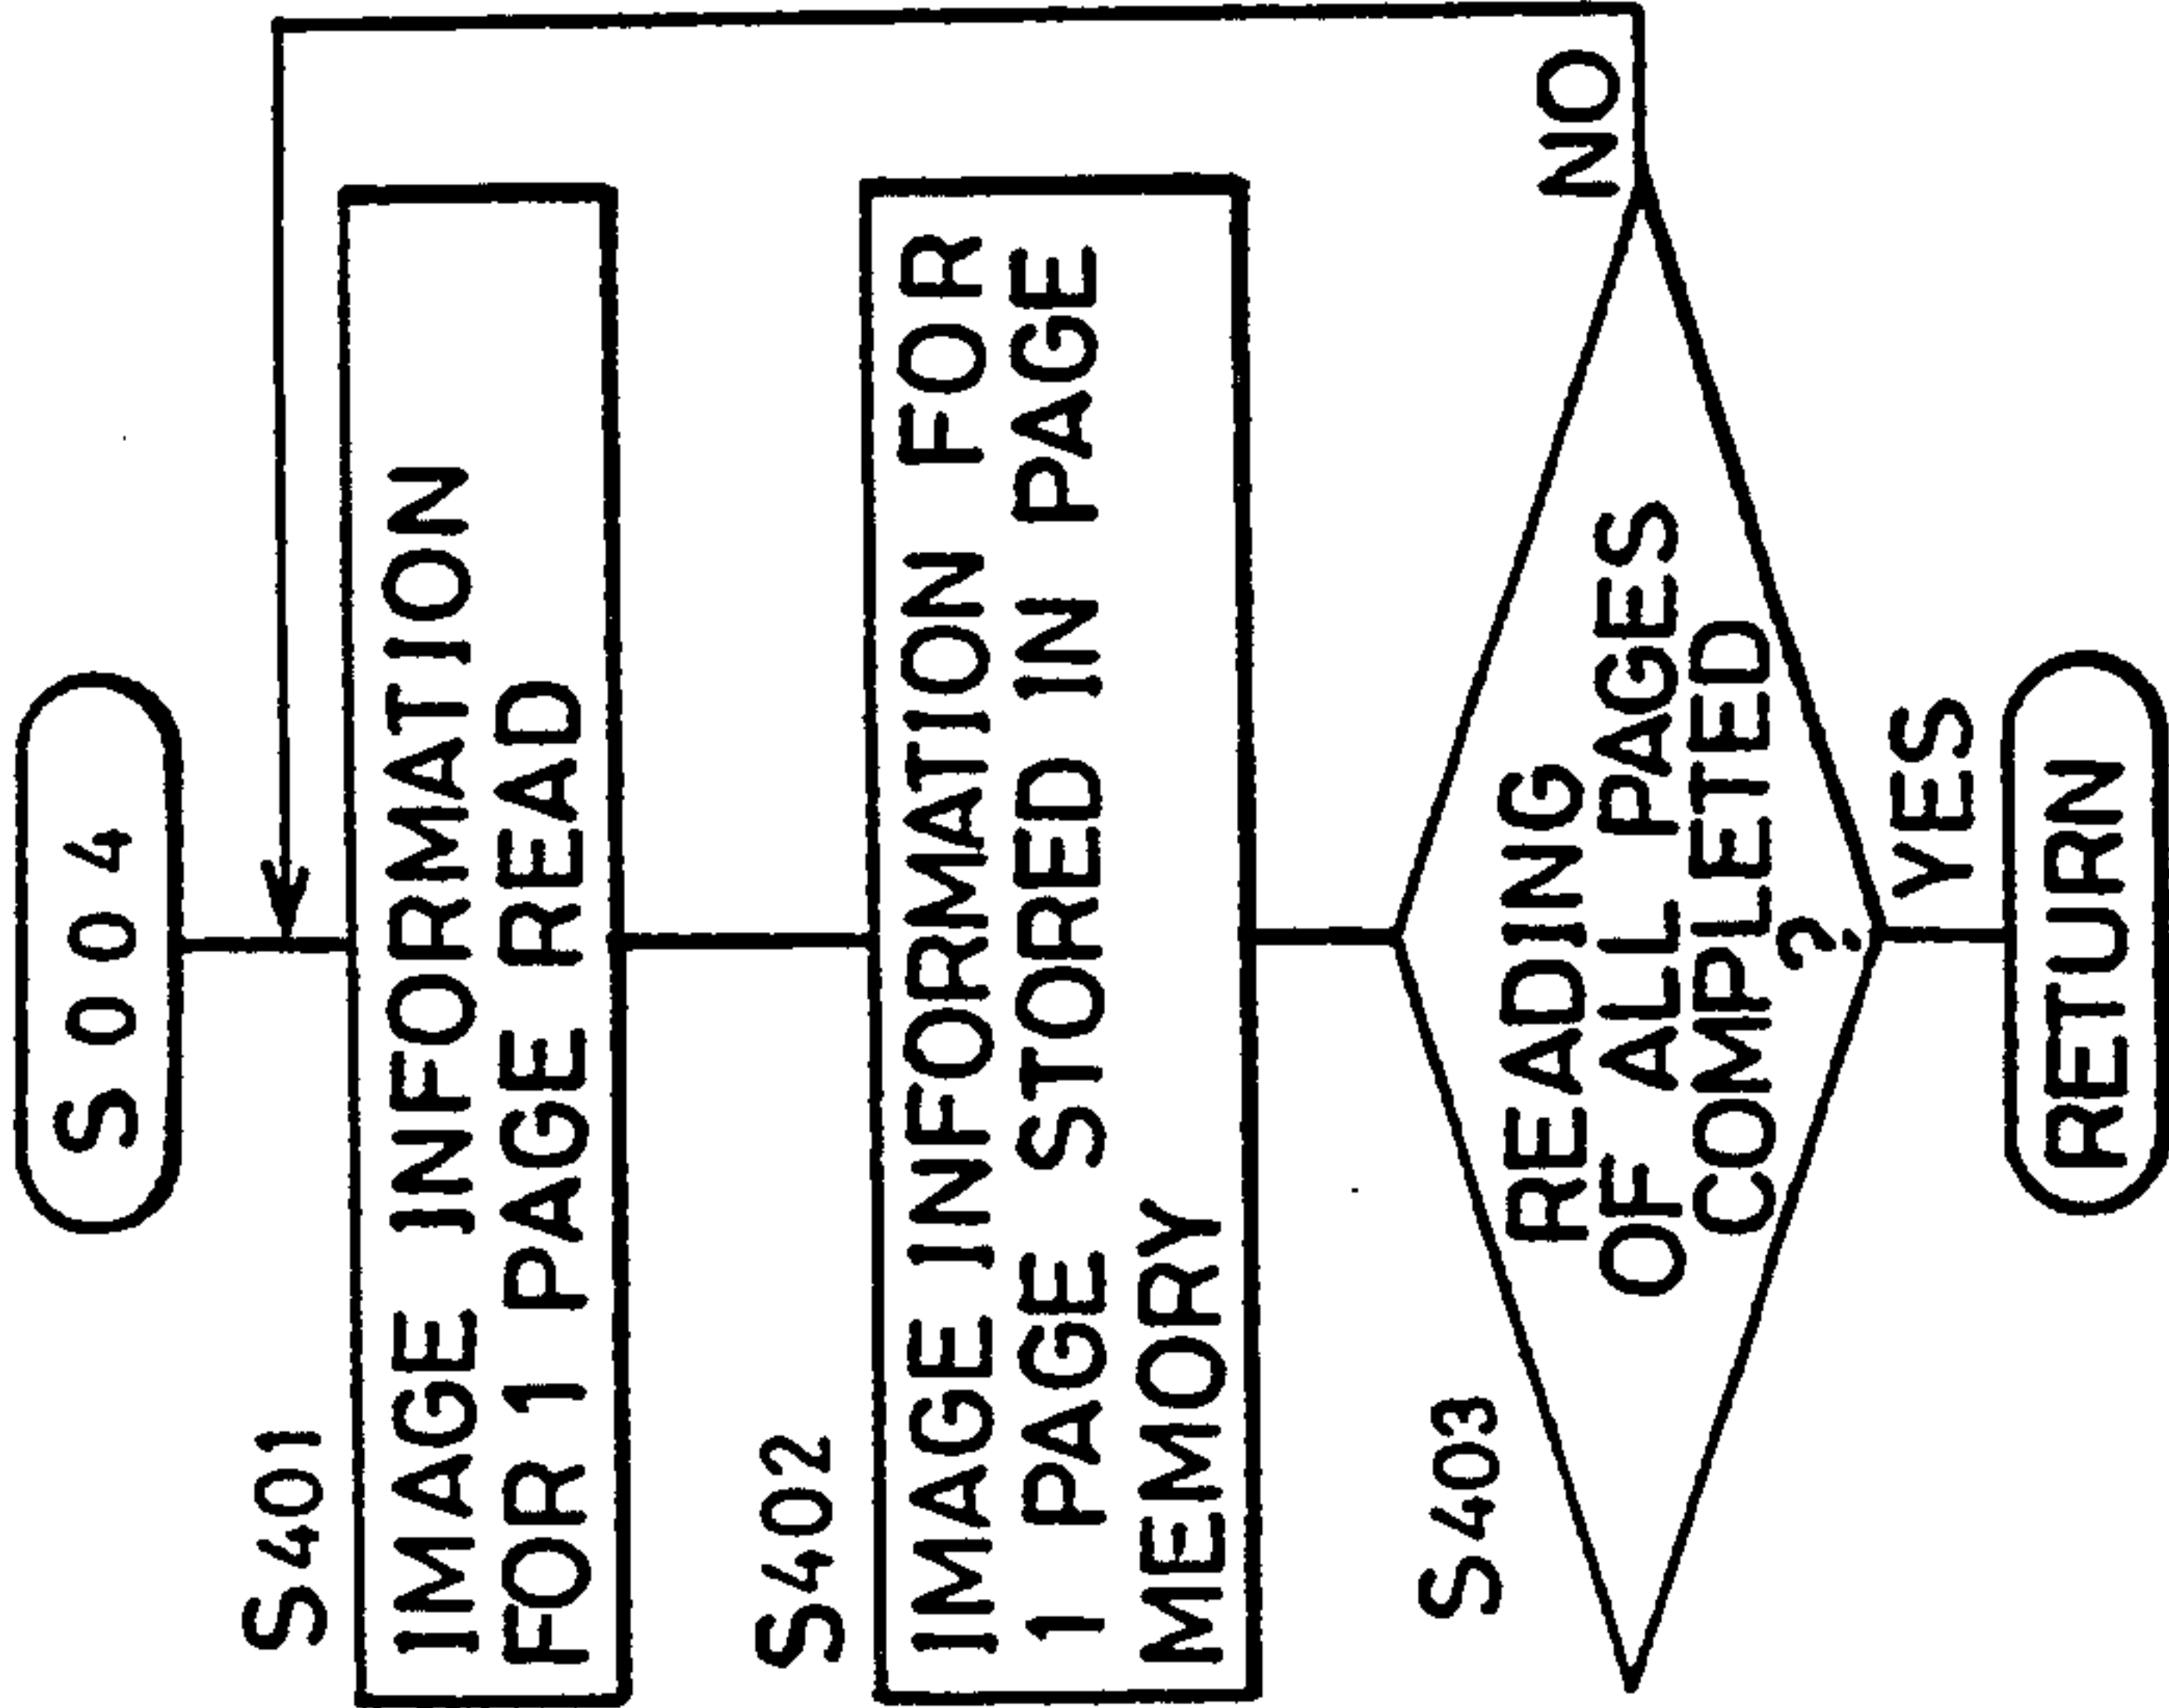 S004
S401
IMAGE INFORMATION
FOR 1 PAGE READ
S402
IMAGE INFORMATION FOR
1 PAGE STORED IN PAGE
MEMORY
S403
READING
OF ALL PAGES
COMPLETED
?
NO
YES
RETURN